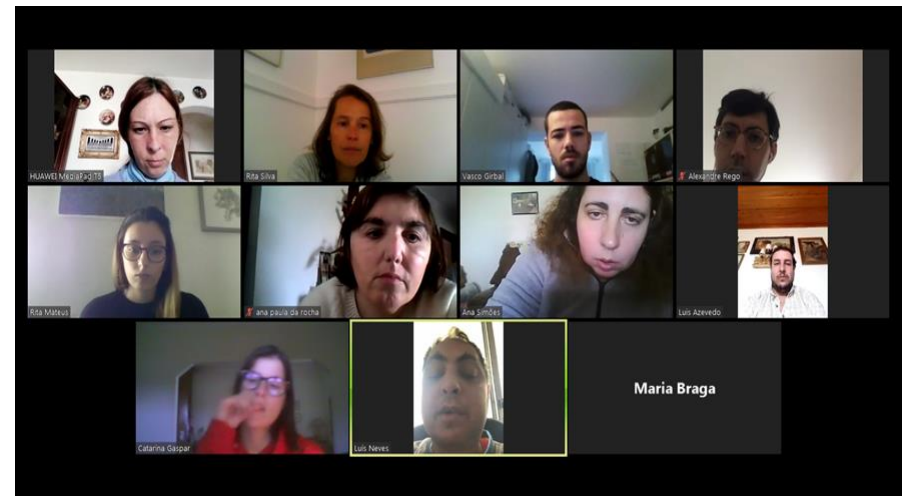 HUAWEI MediaPad T5
Rita Silva
Vasco Girbal
Alexandre Rego
Rita Mateus
ana paula da rocha
Ana Simões
Luis Azevedo
Catarina Gaspar
Luís Neves
Maria Braga